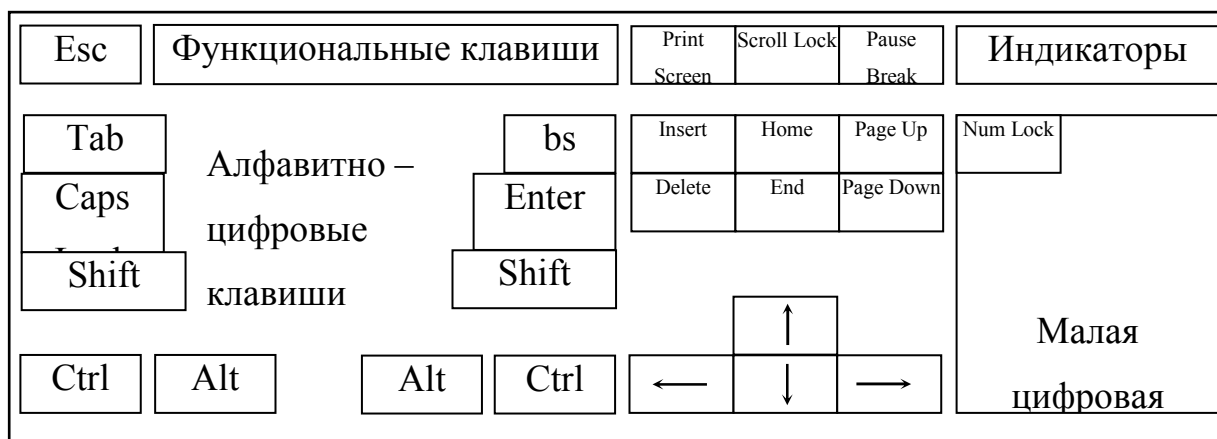 Esc
Функциональные клавиши
Print
Screen
Scroll Lock
Pause
Break
Индикаторы
Tab
Caps
Shift
Алфавитно –
цифровые
клавиши
bs
Enter
Shift
Insert
Home
Page Up
Delete
End
Page Down
Num Lock
Малая
цифровая
Ctrl
Alt
Alt
Ctrl